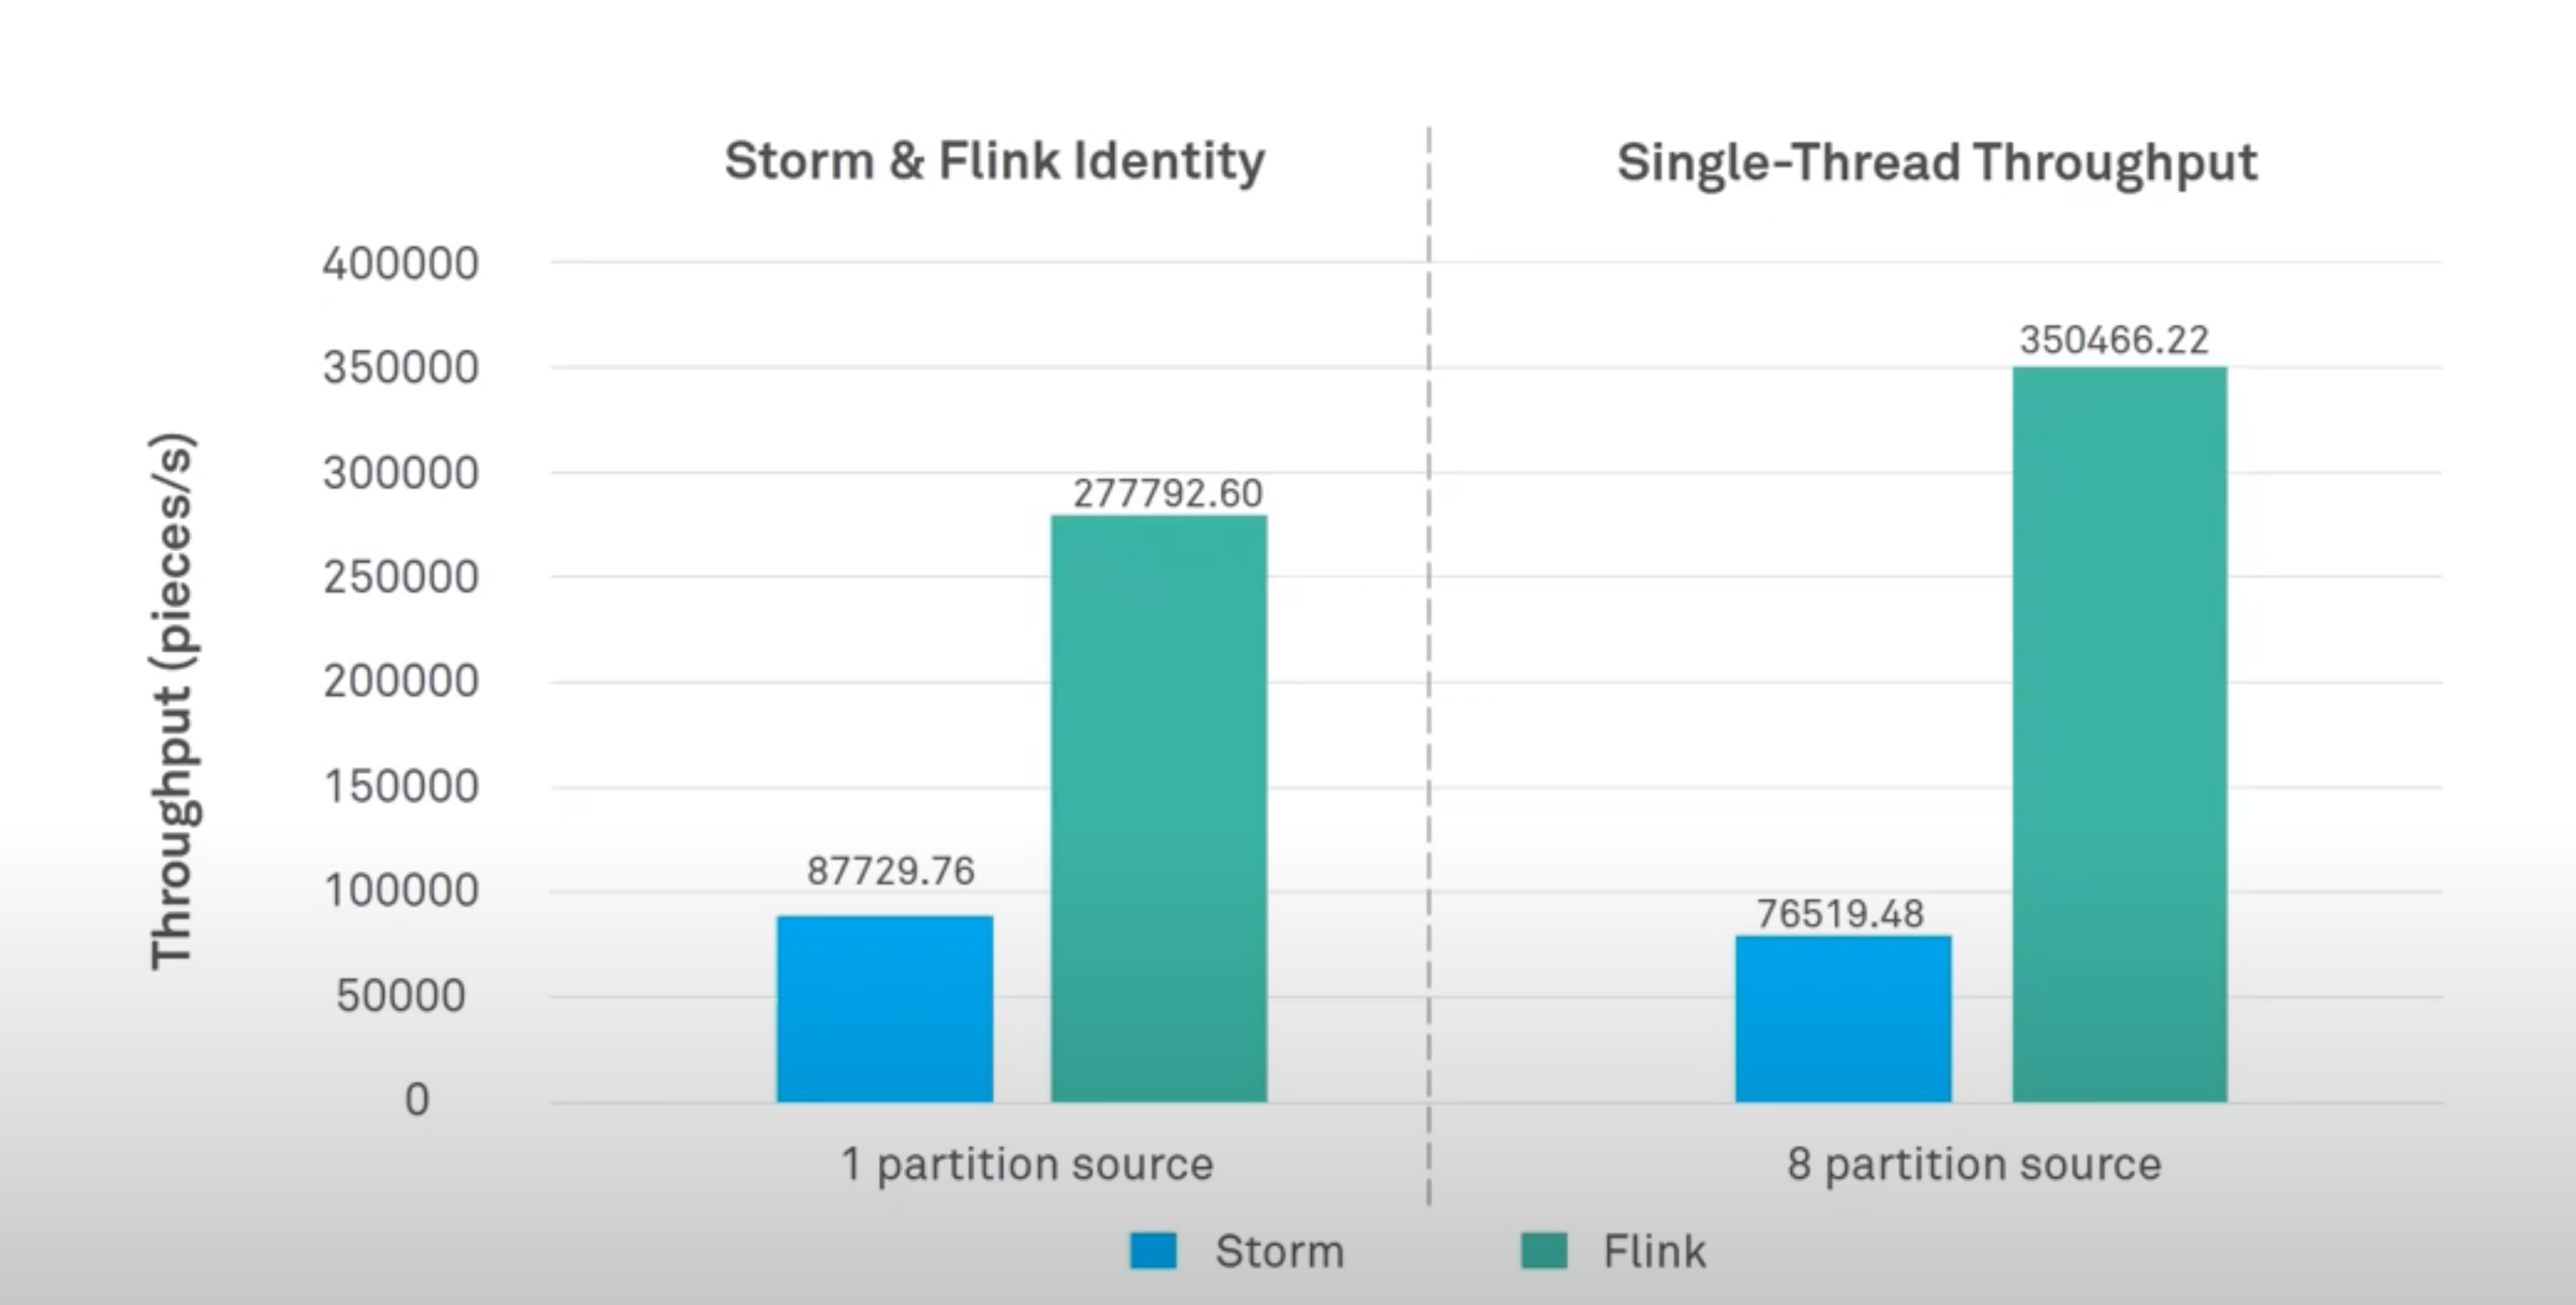 Storm & Flink Identity
Single-Thread Throughput
Throughput (pieces/s)
400000
350000
300000
250000
200000
150000
100000
50000
0
87729.76
277792.60
76519.48
350466.22
1 partition source
8 partition source
Storm
Flink